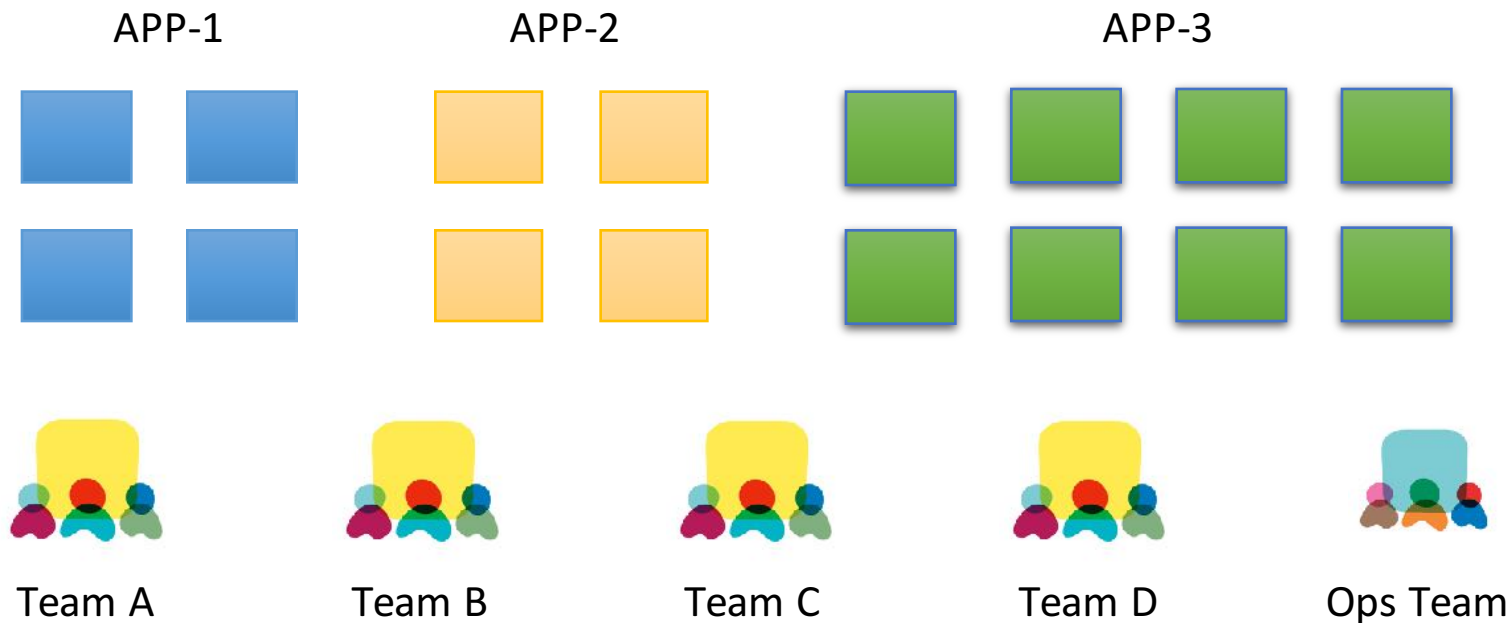 APP-1
APP-2
APP-3
Team A
Team B
Team C
Team D
Ops Team